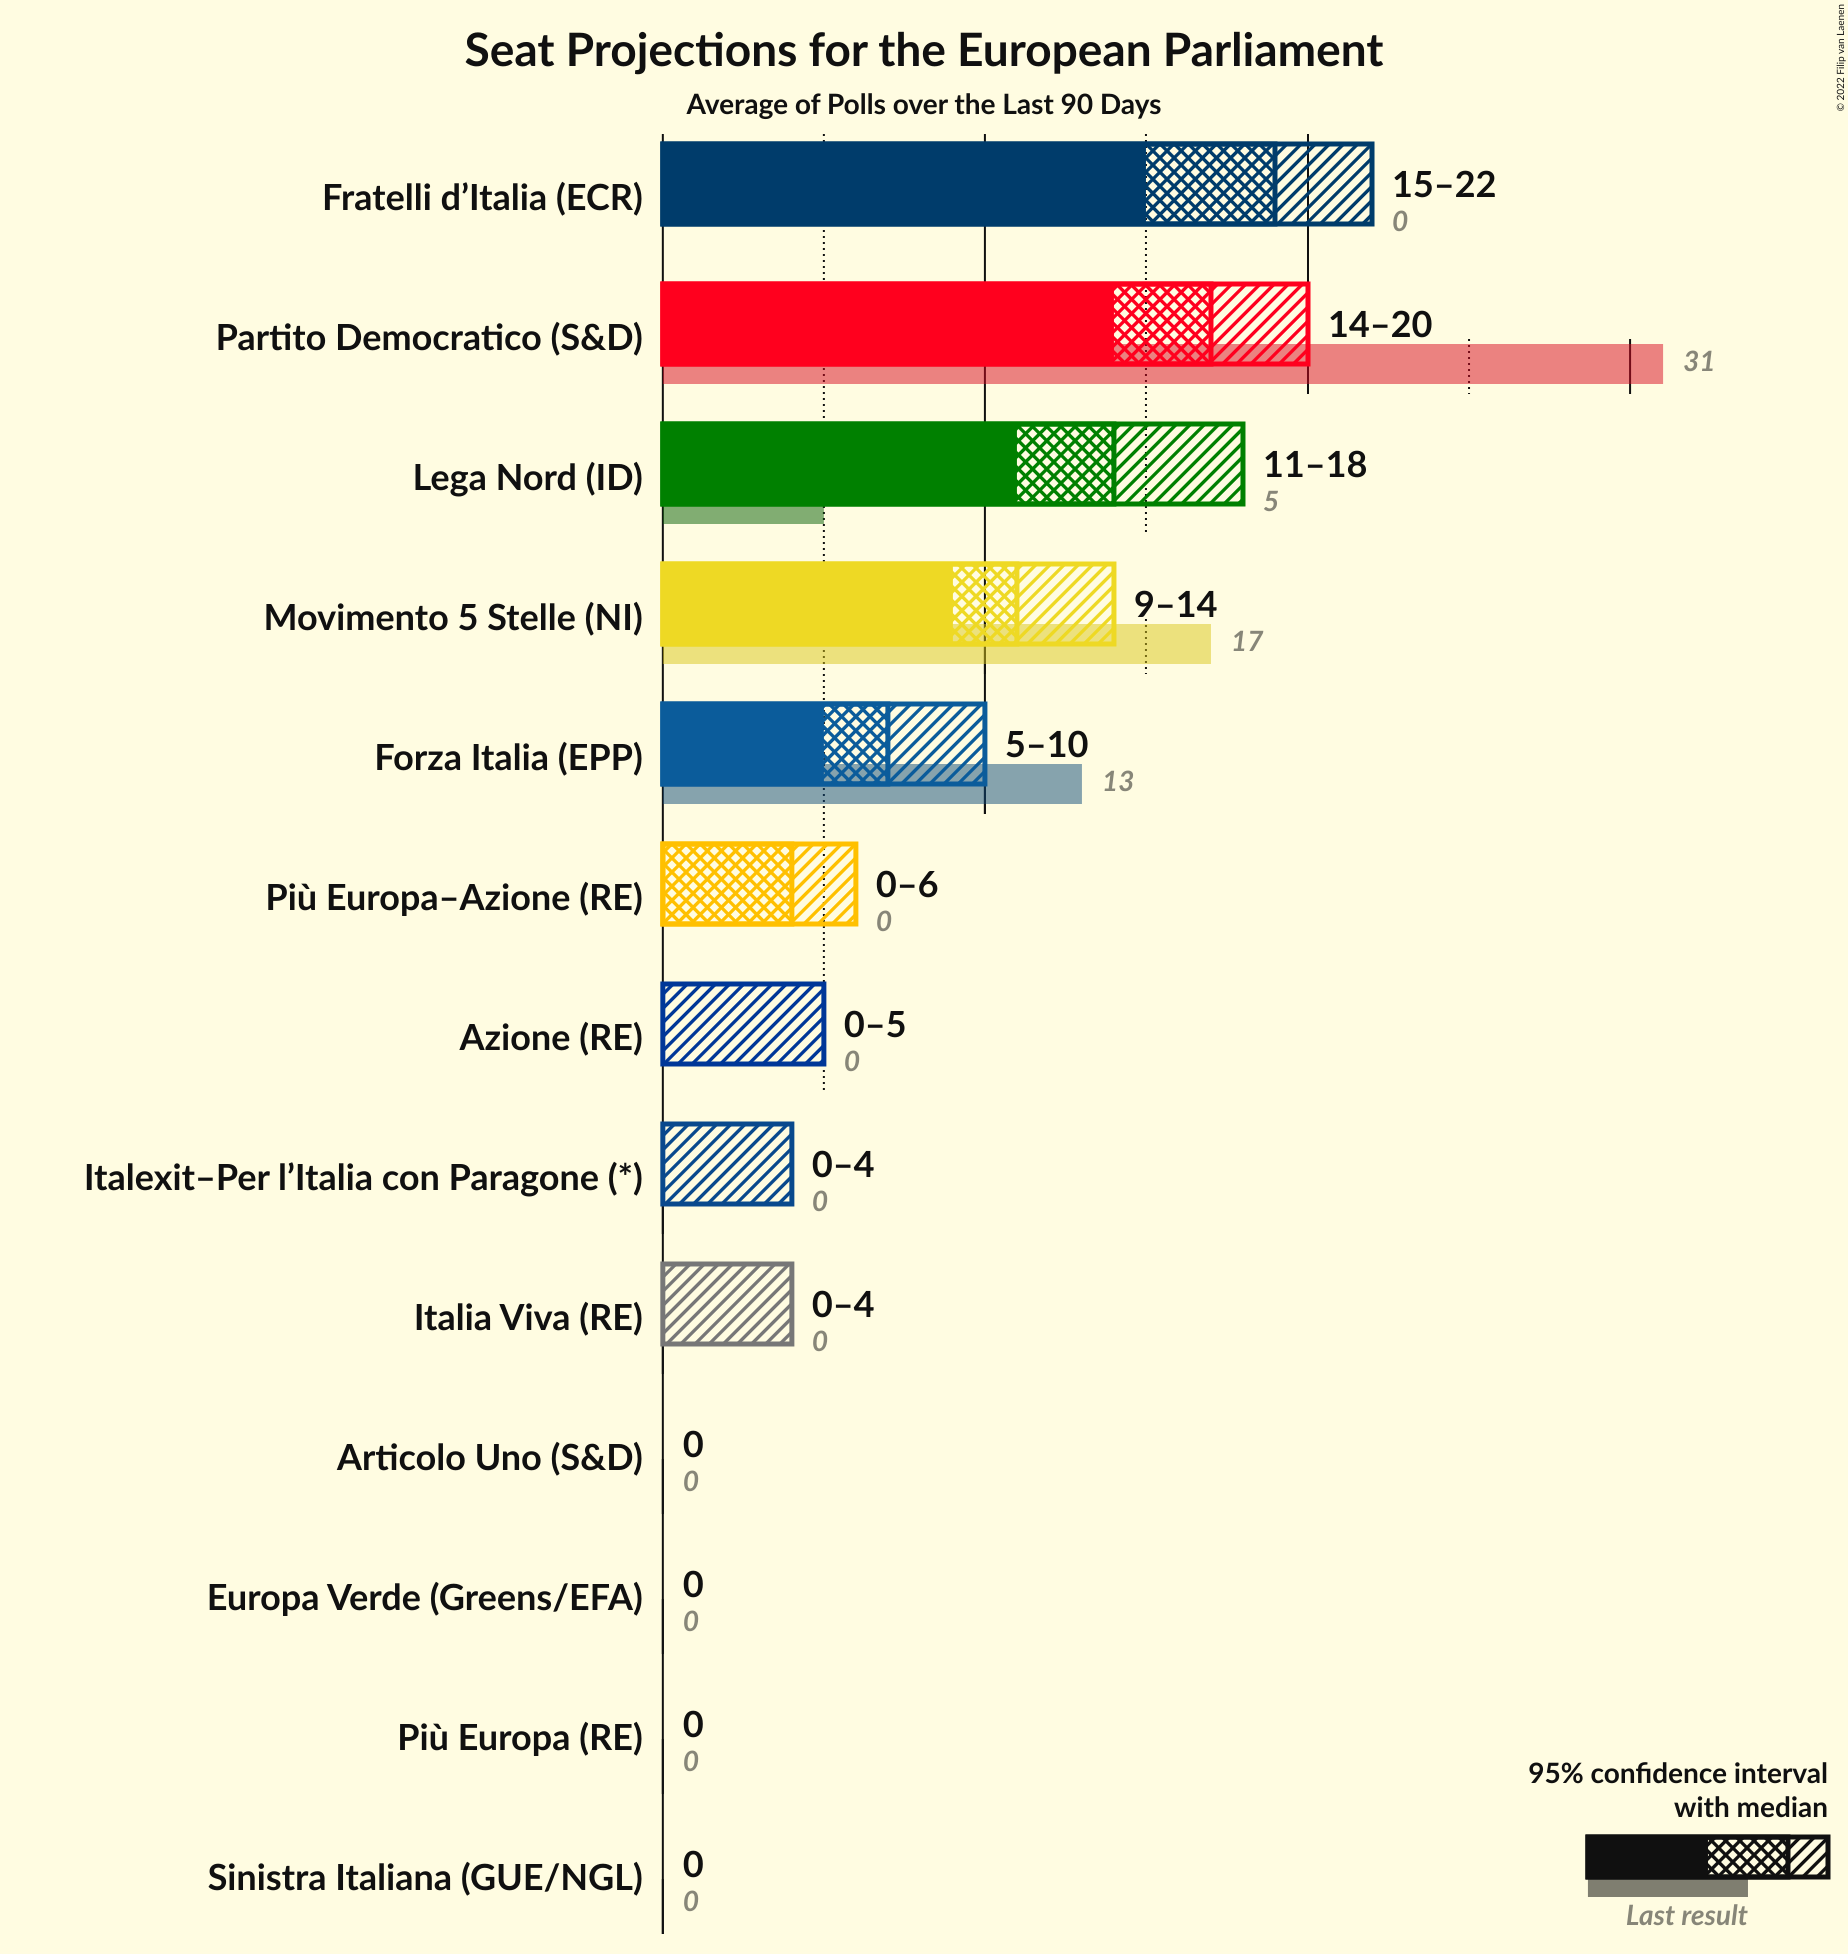 Seat Projections for the European Parliament
Average of Polls over the Last 90 Days
© 2022 Filip van Laenen
Fratelli d’Italia (ECR)
15–22
0
Partito Democratico (S&D)
14–20
31
Lega Nord (ID)
11–18
5
Movimento 5 Stelle (NI)
9–14
17
Forza Italia (EPP)
5–10
13
Più Europa–Azione (RE)
0–6
0
Azione (RE)
0–5
0
Italexit–Per l’Italia con Paragone (*)
0–4
0
Italia Viva (RE)
0–4
0
Articolo Uno (S&D)
0
0
Europa Verde (Greens/EFA)
0
0
Più Europa (RE)
0
0
Sinistra Italiana (GUE/NGL)
0
0
95% confidence interval
with median
Last result